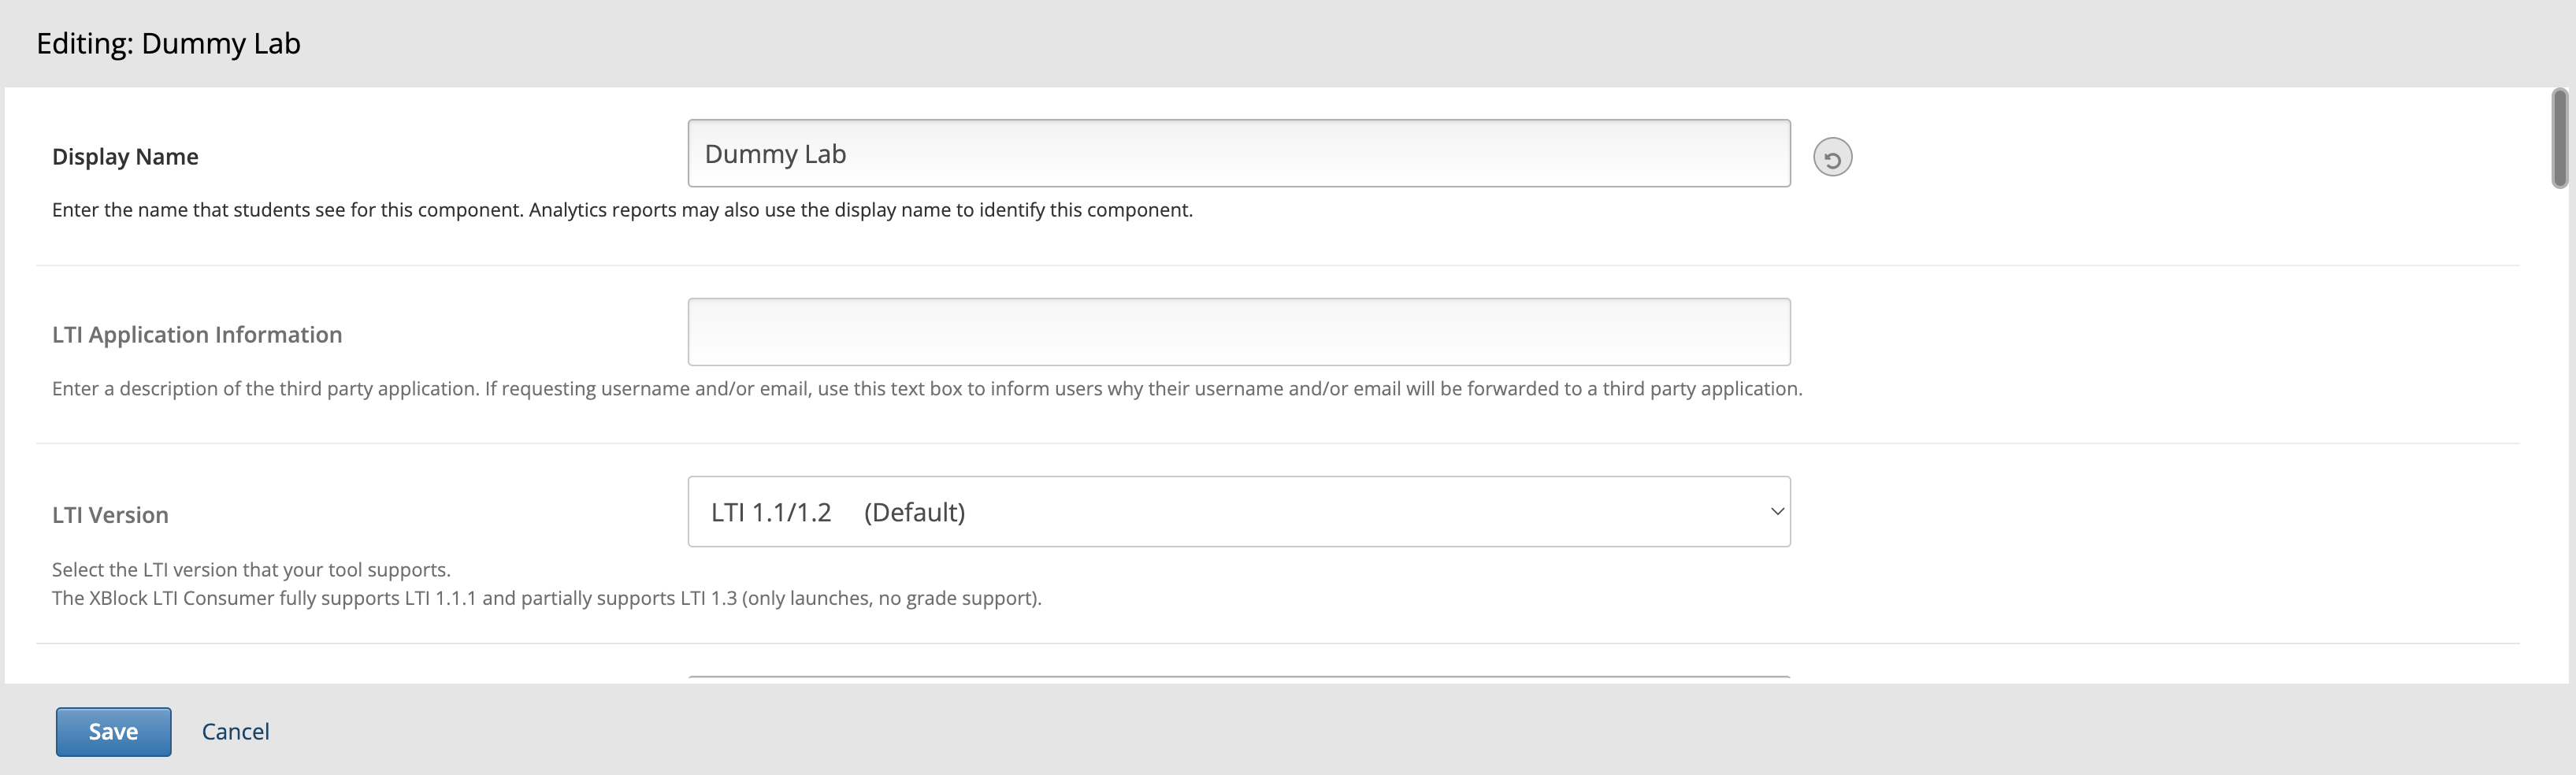 Editing: Dummy Lab
Display Name
Dummy Lab
Enter the name that students see for this component. Analytics reports may also use the display name to identify this component.
LTI Application Information
Enter a description of the third party application. If requesting username and/or email, use this text box to inform users why their username and/or email will be forwarded to a third party application.
LTI Version
LTI 1.1/1.2 (Default)
Select the LTI version that your tool supports.
The XBlock LTI Consumer fully supports LTI 1.1.1 and partially supports LTI 1.3 (only launches, no grade support).
Save Cancel